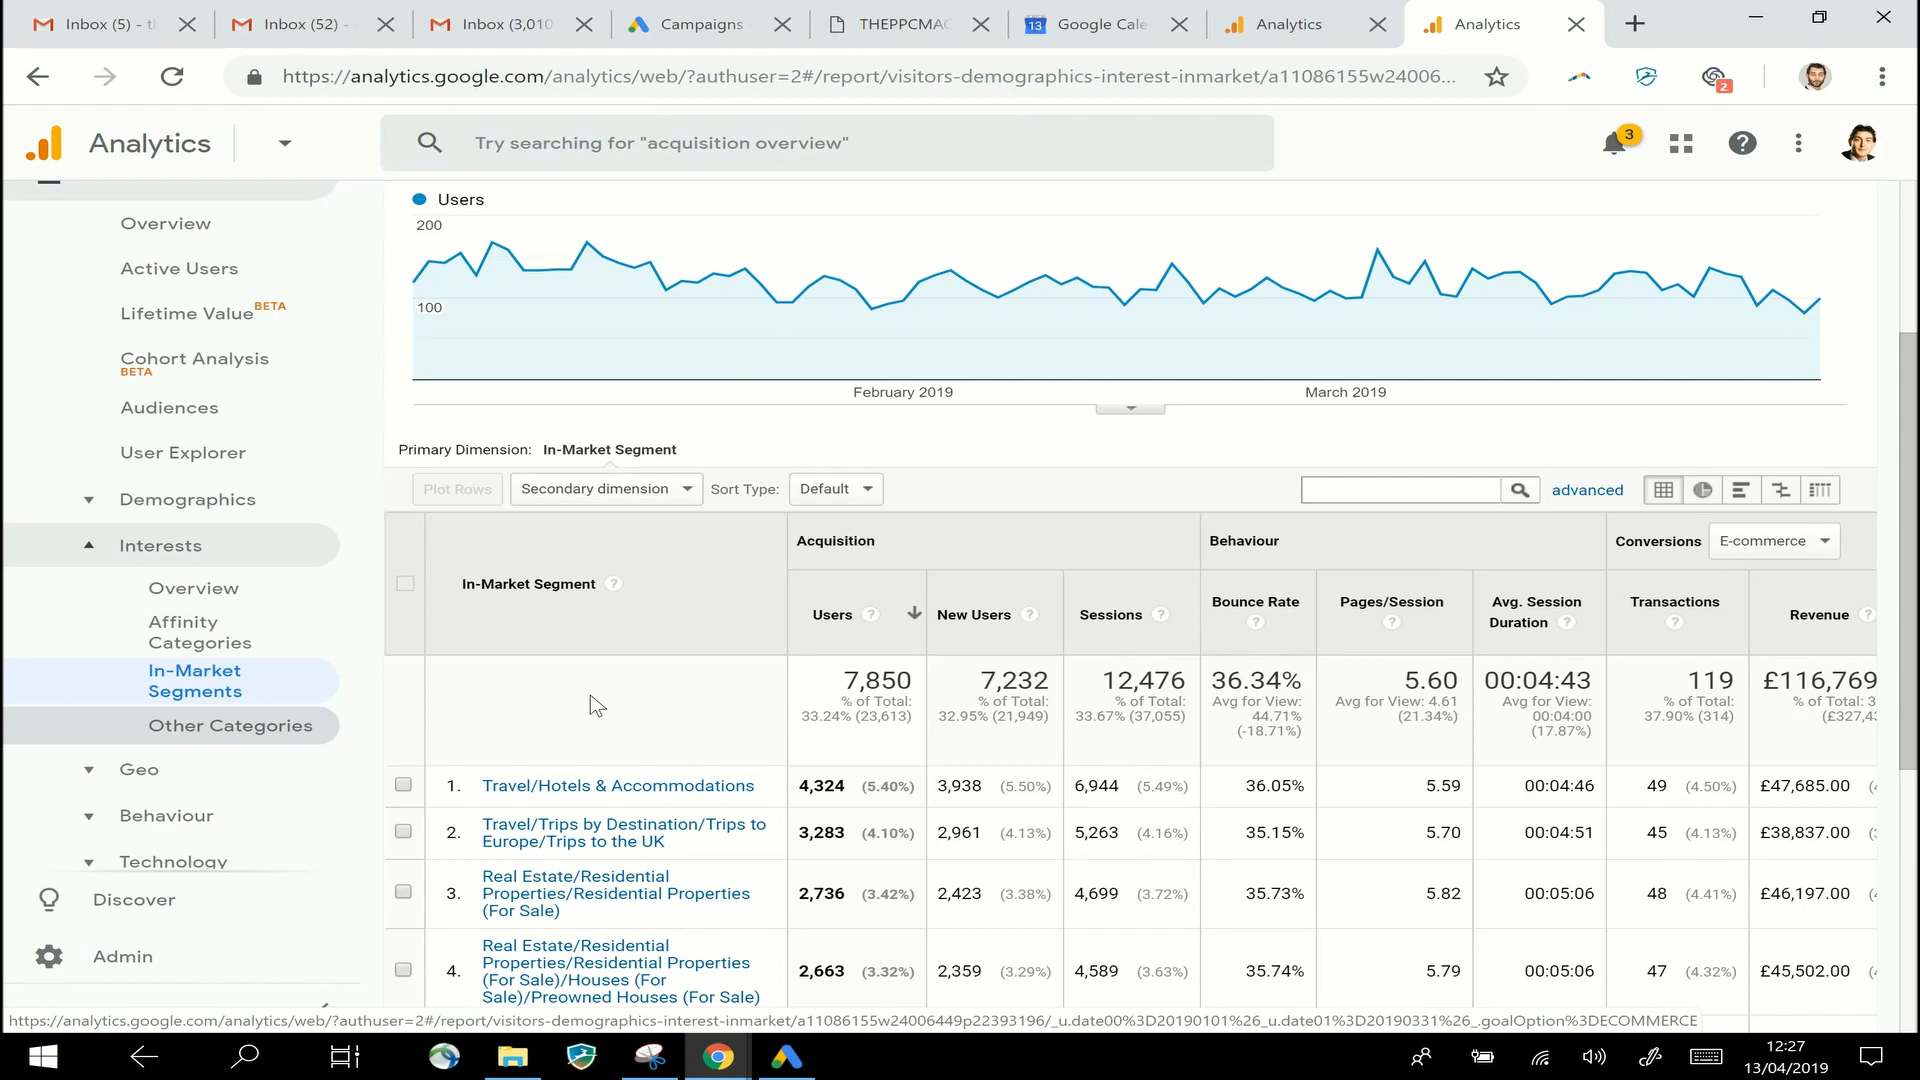 Inbox (5) - th
Inbox (52) -
Inbox (3,010
Campaigns -
THEPPCMAC
13
Google Cale
Analytics
Analytics
https://analytics.google.com/analytics/web/?authuser=2#/report/visitors-demographics-interest-inmarket/a11086155w24006...
2
Analytics
Try searching for "acquisition overview"
3
Overview
Active Users
Lifetime Value BETA
Cohort Analysis
BETA
Audiences
User Explorer
Demographics
Interests
Overview
Affinity
Categories
In-Market
Segments
Other Categories
Geo
Behaviour
Technology
Discover
Admin
Users
200
100
February 2019
March 2019
Primary Dimension: In-Market Segment
Plot Rows
Secondary dimension
Sort Type:
Default
advanced
In-Market Segment ?
Acquisition
Behaviour
Conversions
E-commerce
Users ?
New Users ?
Sessions ?
Bounce Rate
?
Pages/Session
?
Avg. Session
Duration ?
Transactions
?
Revenue ?
7,850
% of Total:
33.24% (23,613)
7,232
% of Total:
32.95% (21,949)
12,476
% of Total:
33.67% (37,055)
36.34%
Avg for View:
44.71%
(-18.71%)
5.60
Avg for View: 4.61
(21.34%)
00:04:43
Avg for View:
00:04:00
(17.87%)
119
% of Total:
37.90% (314)
£116,769
% of Total: 3
(£327,43
1. Travel/Hotels & Accommodations 4,324 (5.40%) 3,938 (5.50%) 6,944 (5.49%) 36.05% 5.59 00:04:46 49 (4.50%) £47,685.00
2. Travel/Trips by Destination/Trips to
Europe/Trips to the UK
3,283 (4.10%) 2,961 (4.13%) 5,263 (4.16%) 35.15% 5.70 00:04:51 45 (4.13%) £38,837.00
3. Real Estate/Residential
Properties/Residential Properties
(For Sale)
2,736 (3.42%) 2,423 (3.38%) 4,699 (3.72%) 35.73% 5.82 00:05:06 48 (4.41%) £46,197.00
4. Real Estate/Residential
Properties/Residential Properties
(For Sale)/Houses (For
Sale)/Preowned Houses (For Sale)
2,663 (3.32%) 2,359 (3.29%) 4,589 (3.63%) 35.74% 5.79 00:05:06 47 (4.32%) £45,502.00
https://analytics.google.com/analytics/web/?authuser=2#/report/visitors-demographics-interest-inmarket/a11086155w24006449p22393196/_u.date00%3D20190101%26_u.date01%3D20190331%26_.goalOption%3DECOMMERCE
12:27
13/04/2019